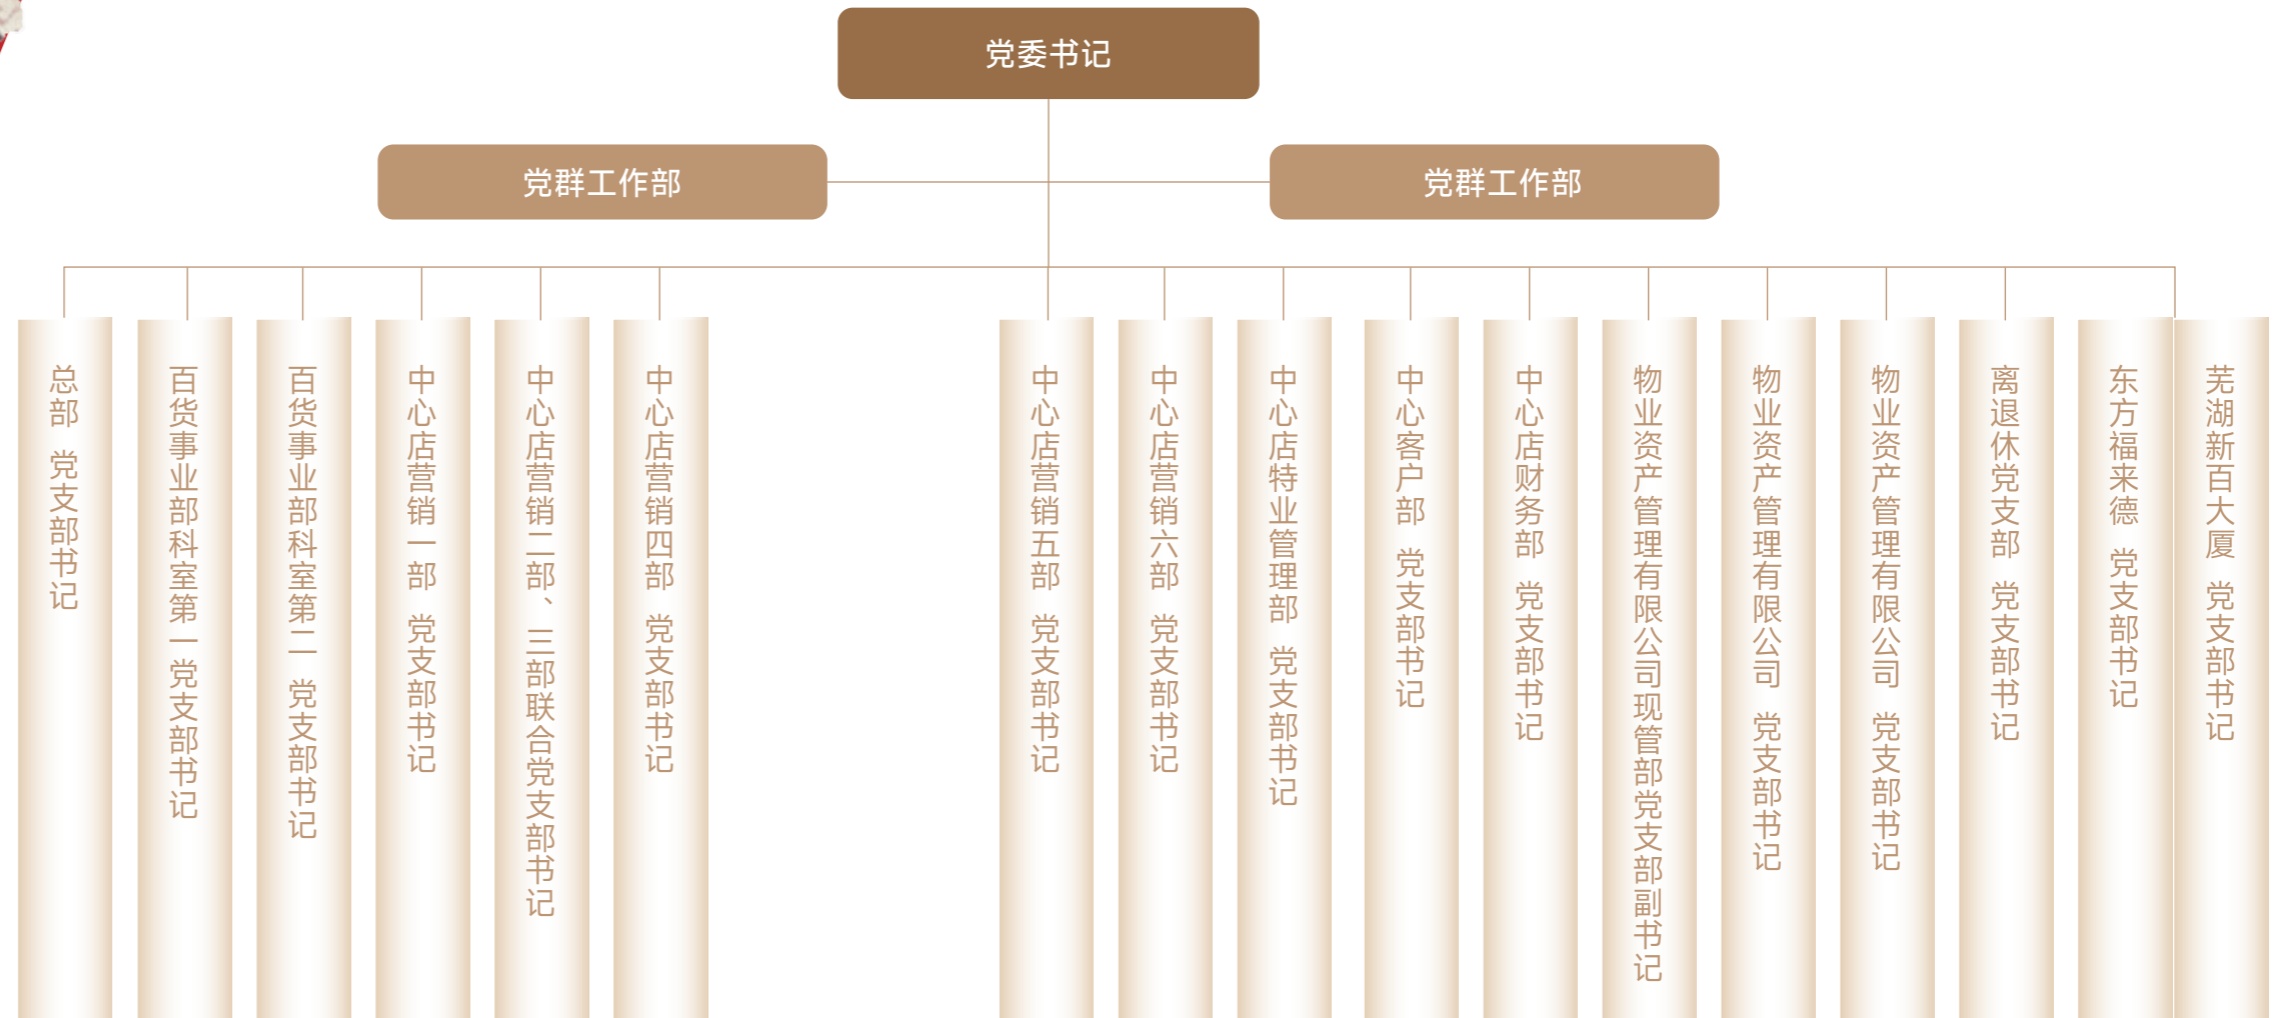 党委书记
党群工作部
党群工作部
总部 党支部书记
百货事业部科室第一党支部书记
百货事业部科室第二 党支部书记
中心店营销一部 党支部书记
中心店营销二部、三部联合党支部书记
中心店营销四部 党支部书记
中心店营销五部 党支部书记
中心店营销六部 党支部书记
中心店特业管理部 党支部书记
中心客户部 党支部书记
中心店财务部 党支部书记
物业资产管理有限公司现管部党支部副书记
物业资产管理有限公司 党支部书记
物业资产管理有限公司 党支部书记
离退休党支部 党支部书记
东方福来德 党支部书记
芜湖新百大厦 党支部书记